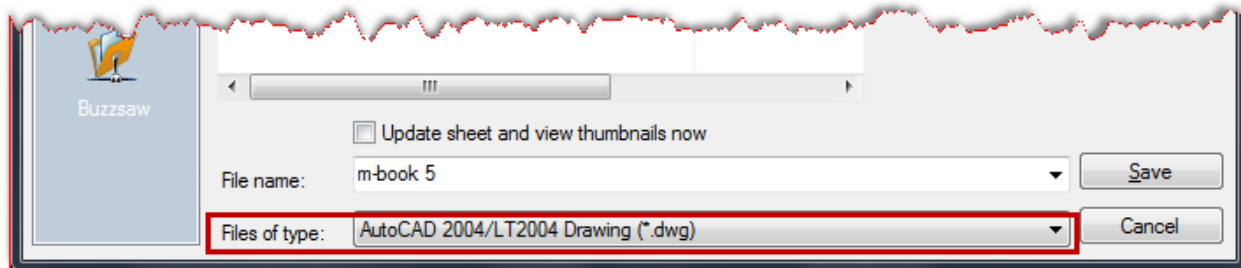 Buzzsaw
Update sheet and view thumbnails now
File name:
m-book 5
Save
Files of type:
AutoCAD 2004/LT2004 Drawing (*.dwg)
Cancel